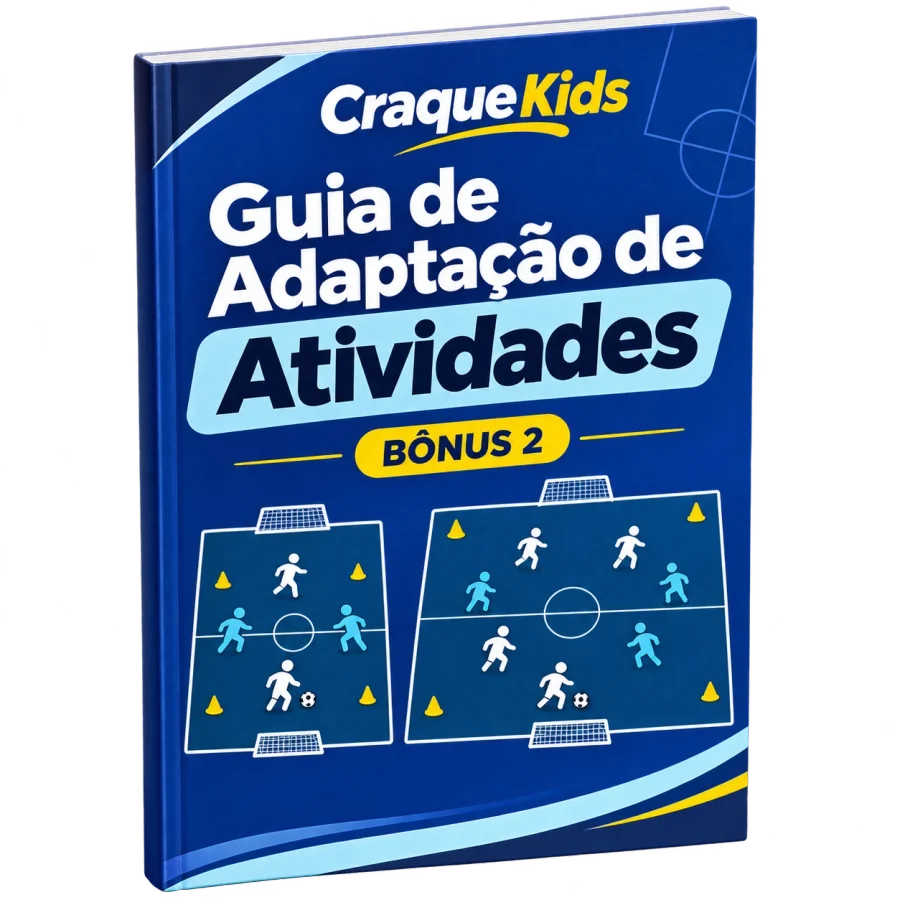 CraqueKids
Guia de
Adaptação de
Atividades
BÔNUS 2